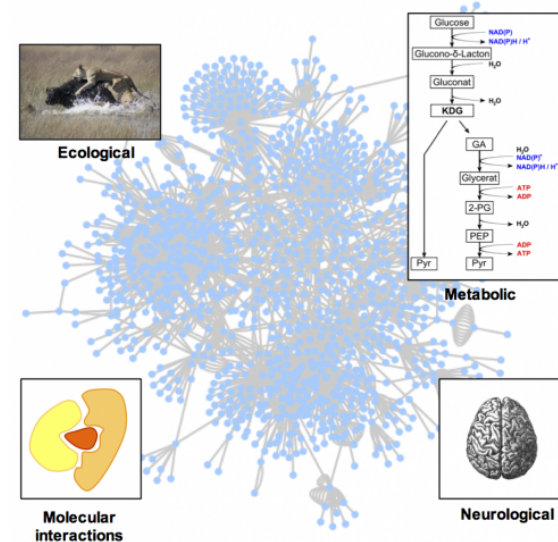 Ecological
Glucose
NAD(P)
NAD(P)H / H⁺
Glucono-δ-Lacton
H₂O
Gluconat
H₂O
KDG
GA
H₂O
NAD(P)⁺
NAD(P)H / H⁺
Glycerat
ATP
ADP
2-PG
H₂O
PEP
ADP
ATP
Pyr
Pyr
Metabolic
Molecular
interactions
Neurological